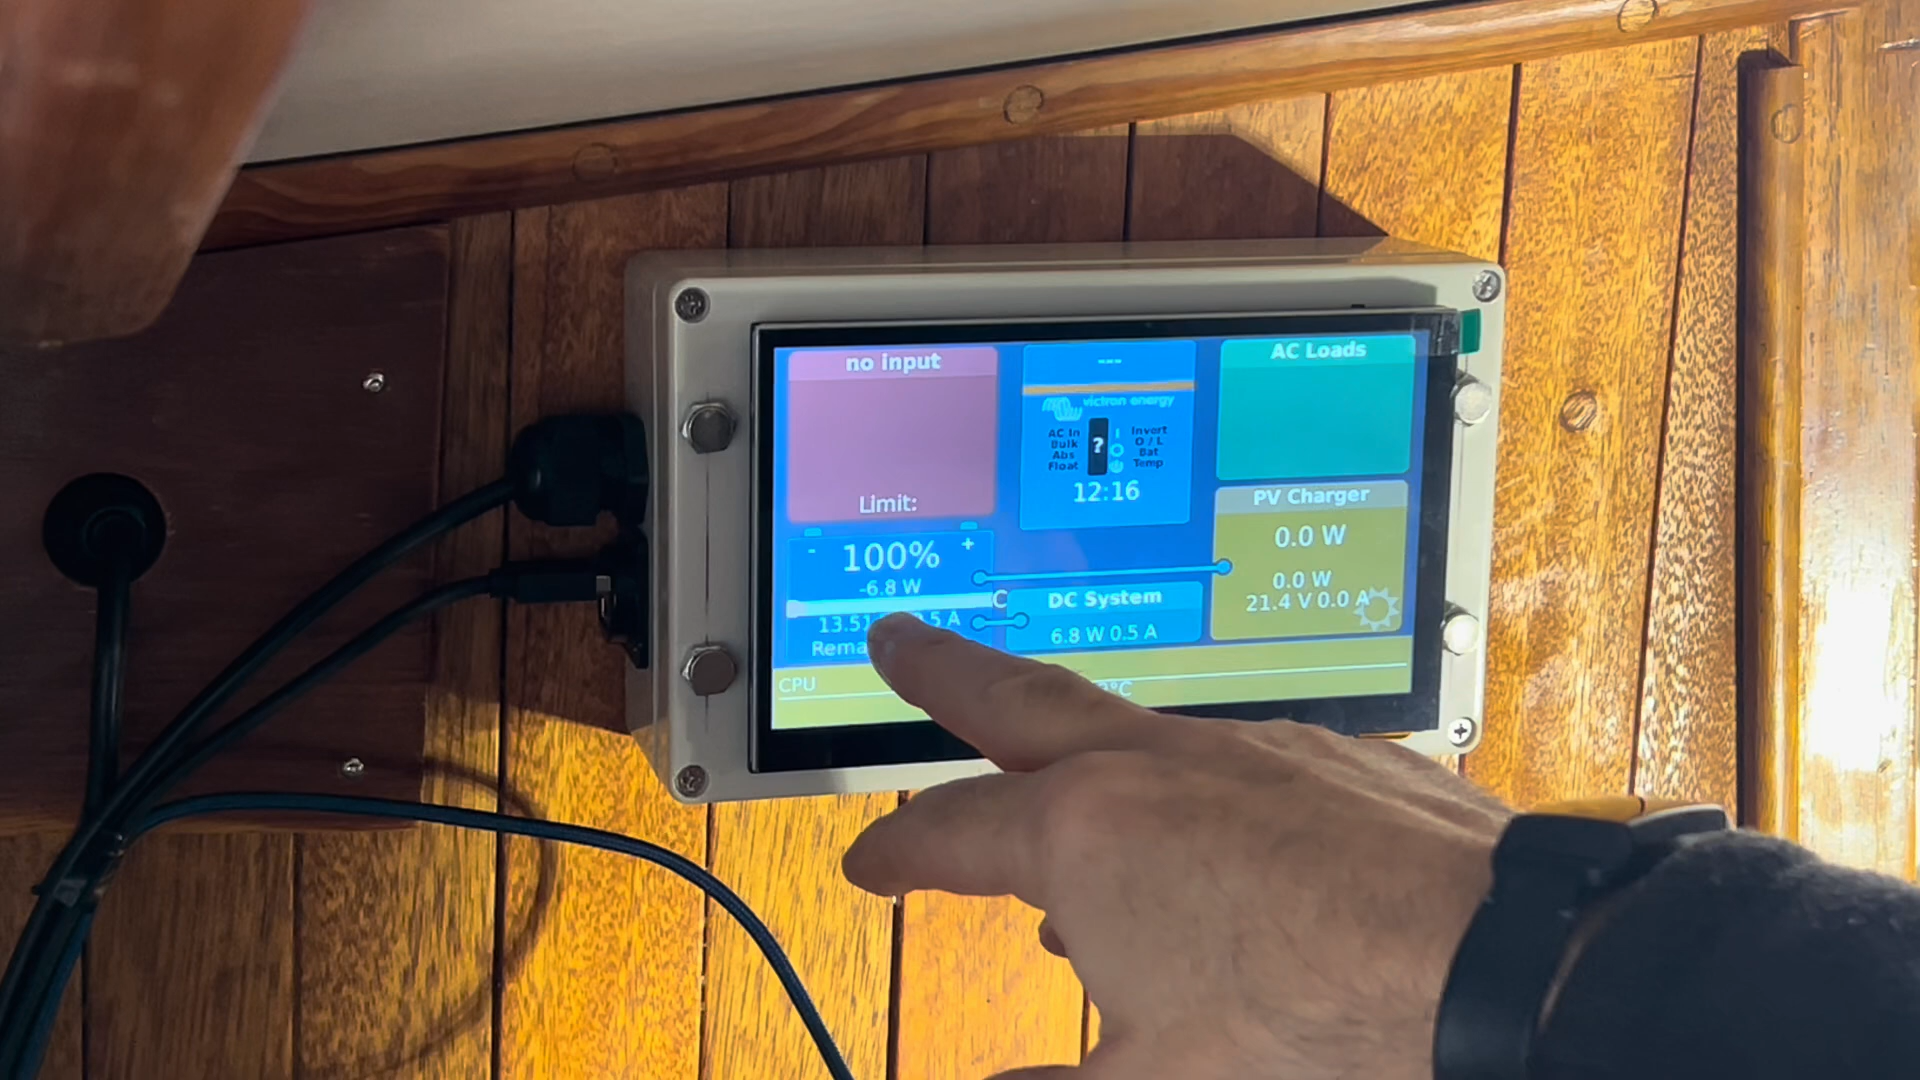 no input
Limit:
---
victron energy
AC In
Bulk
Abs
Float
?
Invert
O / L
Bat
Temp
12:16
AC Loads
PV Charger
0.0 W
0.0 W
21.4 V 0.0 A
- 100% +
-6.8 W
C
5 A
DC System
6.8 W 0.5 A
CPU
°C